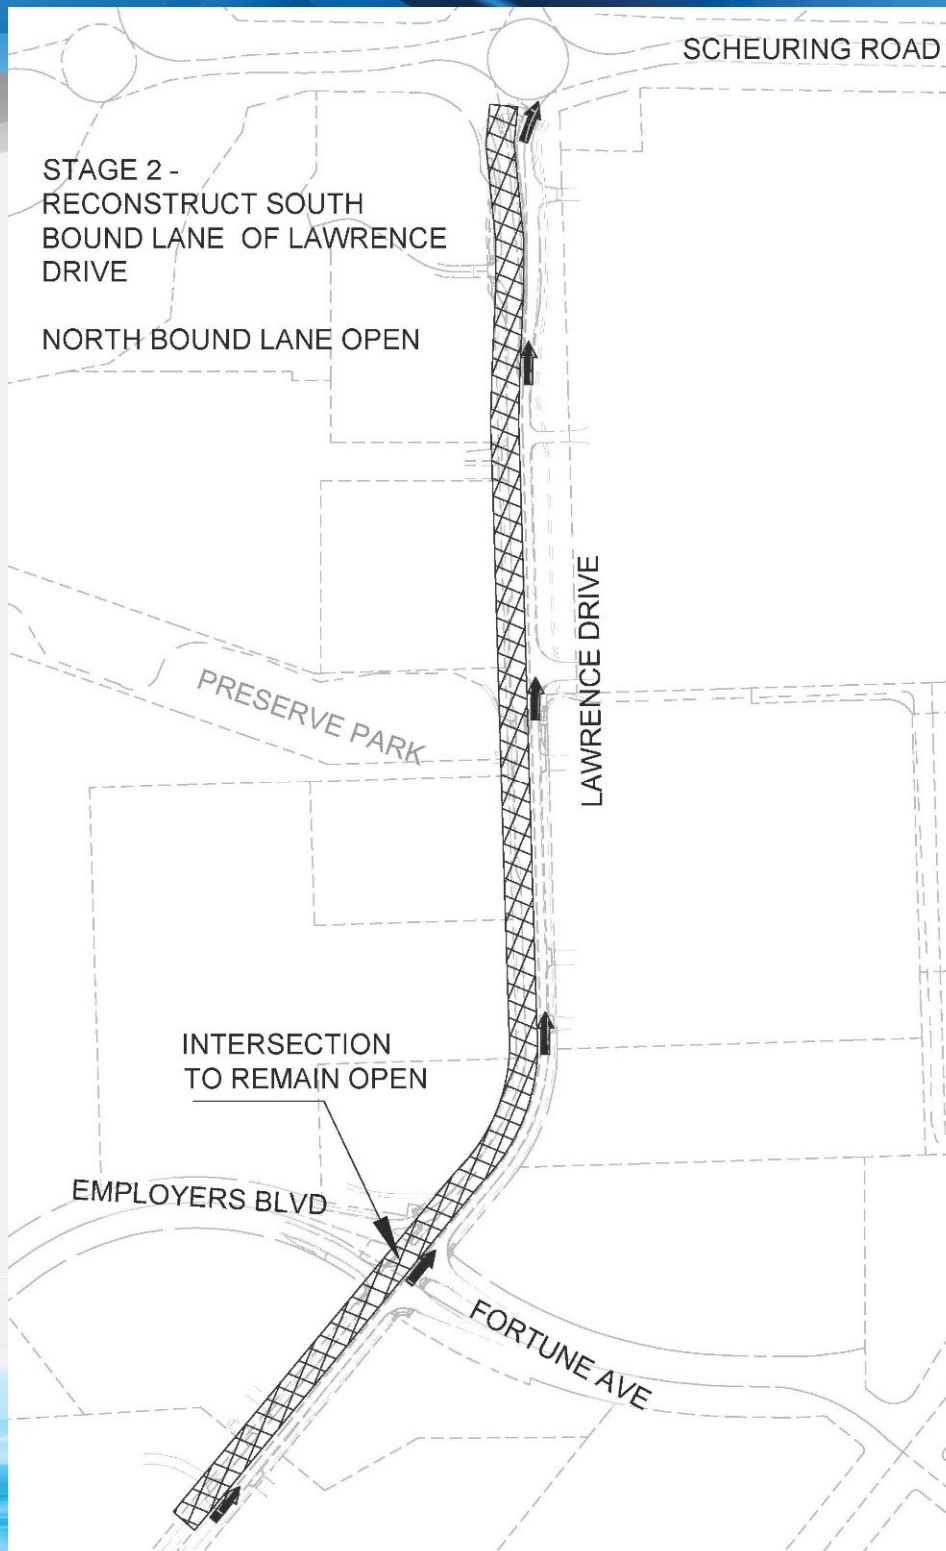 SCHEURING ROAD
STAGE 2 -
RECONSTRUCT SOUTH
BOUND LANE OF LAWRENCE
DRIVE
NORTH BOUND LANE OPEN
LAWRENCE DRIVE
PRESERVE PARK
INTERSECTION
TO REMAIN OPEN
EMPLOYERS BLVD
FORTUNE AVE